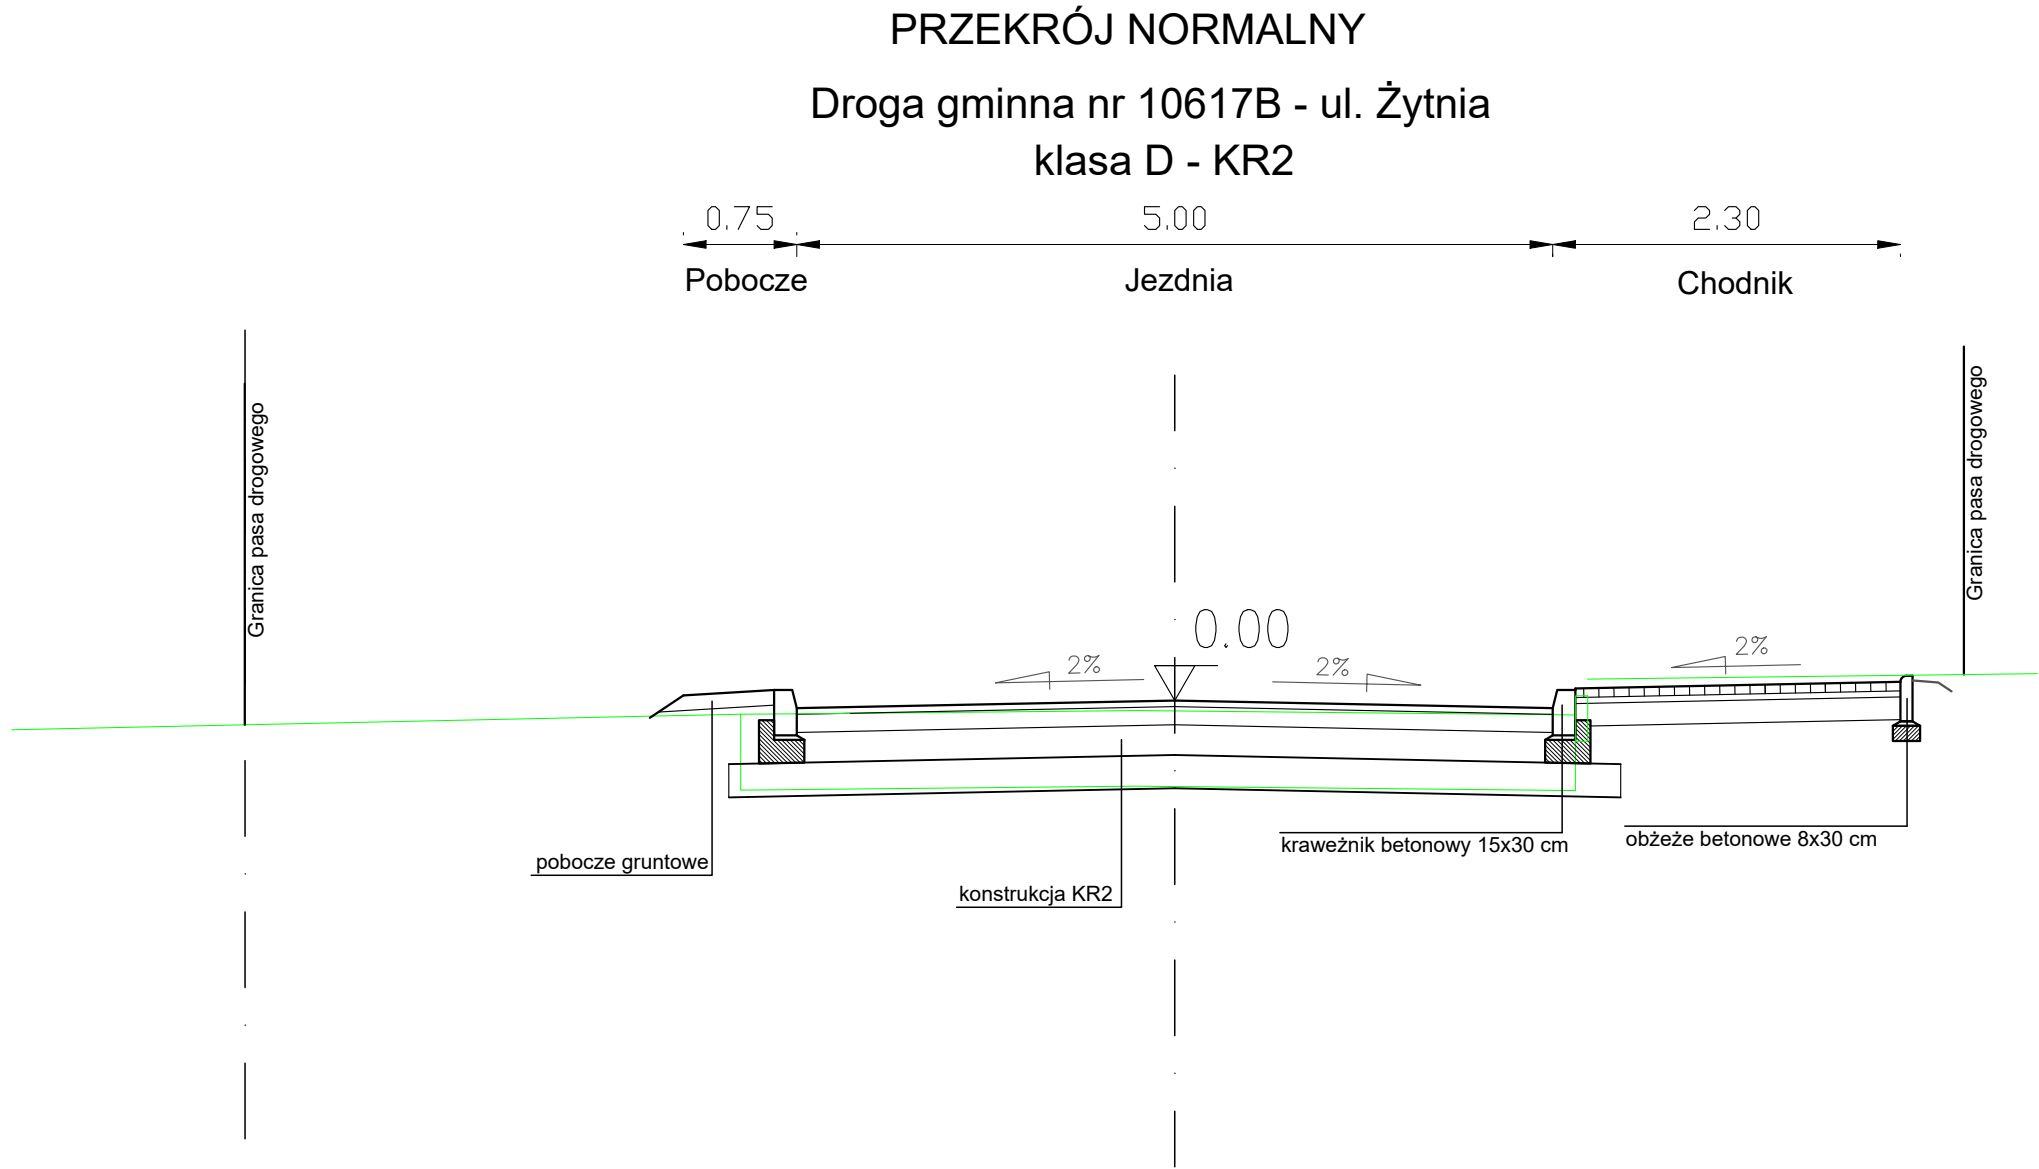 PRZEKRÓJ NORMALNY
Droga gminna nr 10617B - ul. Żytnia
klasa D - KR2
0.75
5.00
2.30
Pobocze
Jezdnia
Chodnik
Granica pasa drogowego
Granica pasa drogowego
0.00
2%
2%
2%
pobocze gruntowe
konstrukcja KR2
kraweżnik betonowy 15x30 cm
obżeże betonowe 8x30 cm